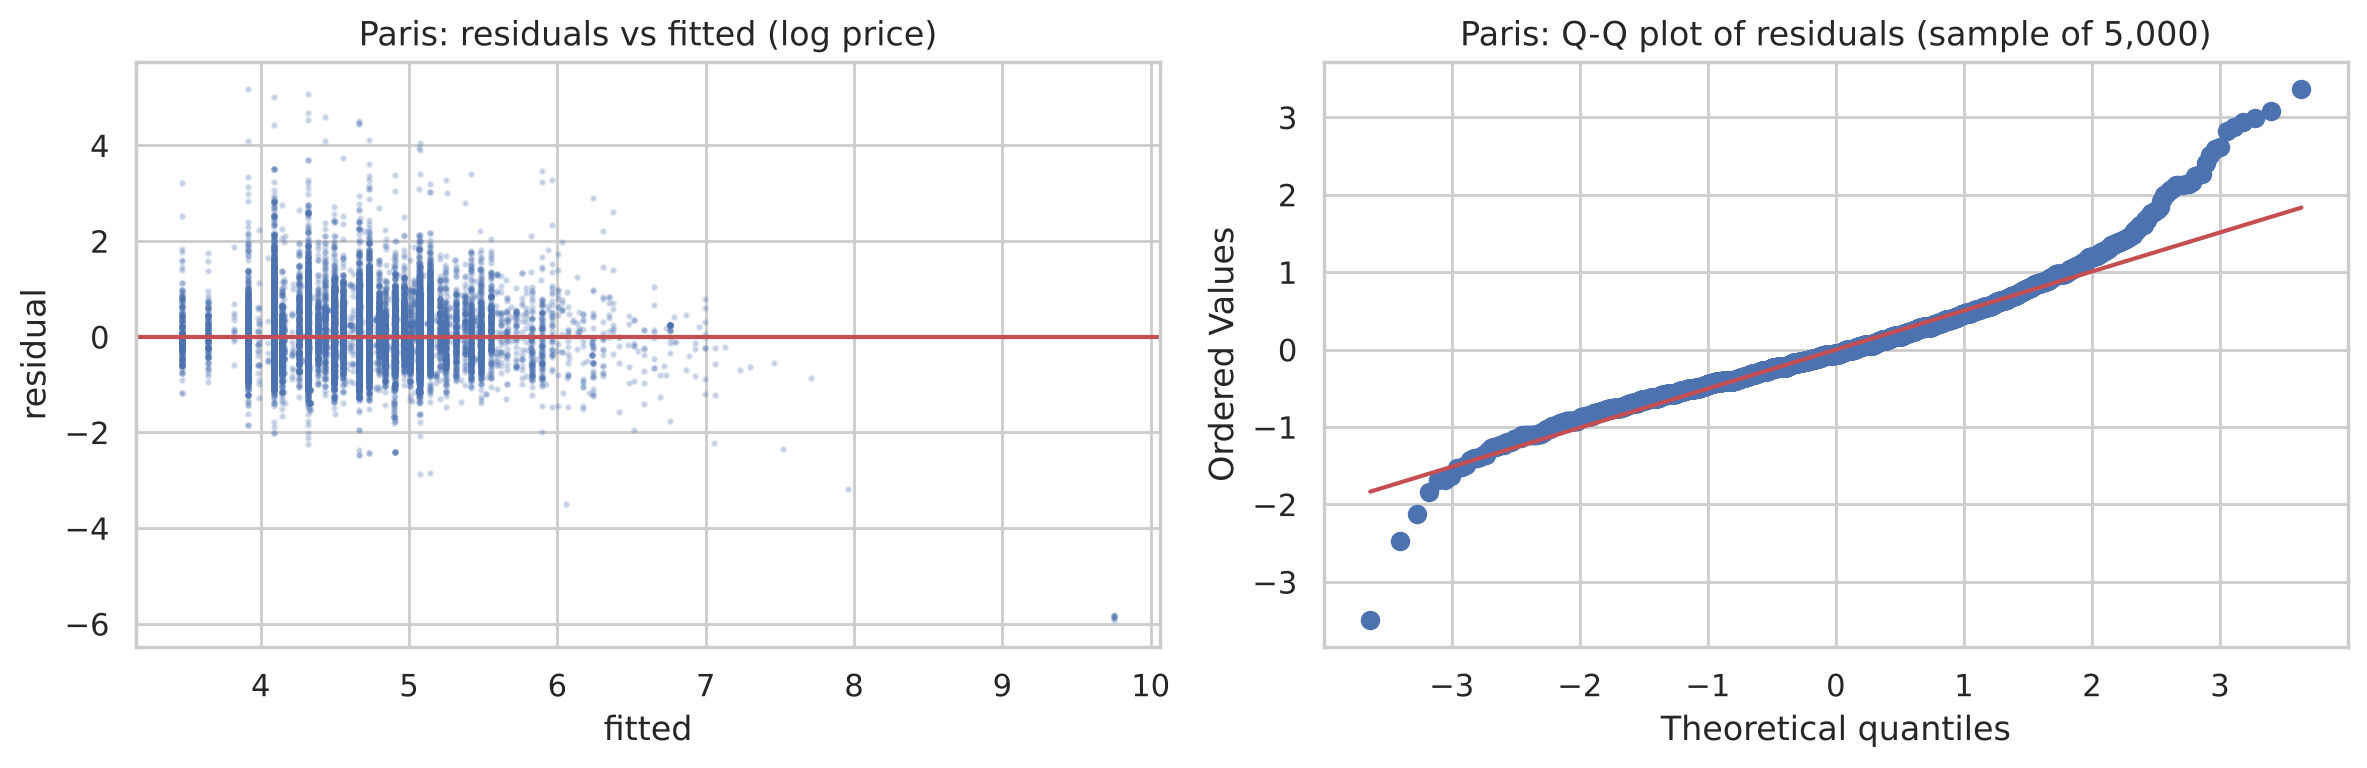 Paris: residuals vs fitted (log price)
residual
4
2
0
−2
−4
−6
4 5 6 7 8 9 10
fitted
Paris: Q-Q plot of residuals (sample of 5,000)
Ordered Values
3
2
1
0
−1
−2
−3
−3 −2 −1 0 1 2 3
Theoretical quantiles